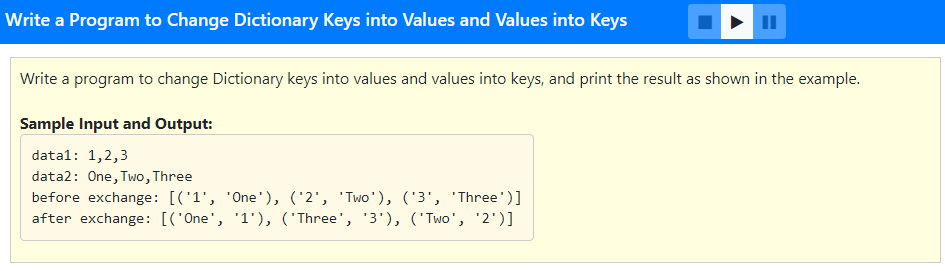 Write a Program to Change Dictionary Keys into Values and Values into Keys
Write a program to change Dictionary keys into values and values into keys, and print the result as shown in the example.
Sample Input and Output:
data1: 1,2,3
data2: One,Two,Three
before exchange: [('1', 'One'), ('2', 'Two'), ('3', 'Three')]
after exchange: [('One', '1'), ('Three', '3'), ('Two', '2')]